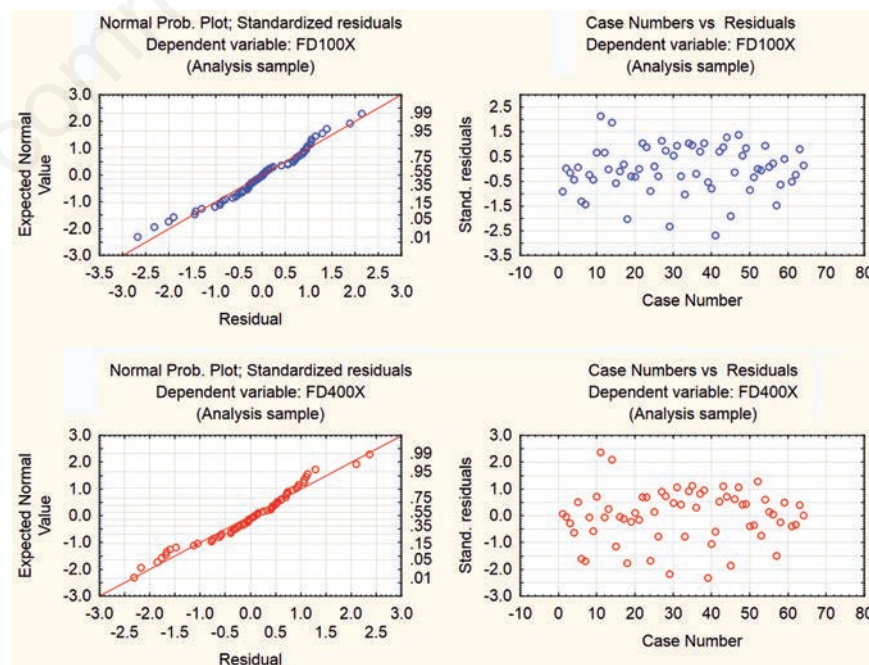 Normal Prob. Plot; Standardized residuals
Dependent variable: FD100X
(Analysis sample)
3.0
2.0
1.0
0.0
-1.0
-2.0
-3.0
Expected Normal
Value
.99
.95
.75
.55
.35
.15
.05
.01
-3.5 -2.5 -1.5 -0.5 0.5 1.5 2.5
-3.0 -2.0 -1.0 0.0 1.0 2.0 3.0
Residual
Case Numbers vs Residuals
Dependent variable: FD100X
(Analysis sample)
2.5
1.5
0.5
-0.5
-1.5
-2.5
-3.5
Stand. residuals
-10 0 10 20 30 40 50 60 70 80
Case Number
Normal Prob. Plot; Standardized residuals
Dependent variable: FD400X
(Analysis sample)
3.0
2.0
1.0
0.0
-1.0
-2.0
-3.0
Expected Normal
Value
.99
.95
.75
.55
.35
.15
.05
.01
-3.0 -2.0 -1.0 0.0 1.0 2.0 3.0
-2.5 -1.5 -0.5 0.5 1.5 2.5
Residual
Case Numbers vs Residuals
Dependent variable: FD400X
(Analysis sample)
3.0
2.0
1.0
0.0
-1.0
-2.0
-3.0
Stand. residuals
-10 0 10 20 30 40 50 60 70 80
Case Number